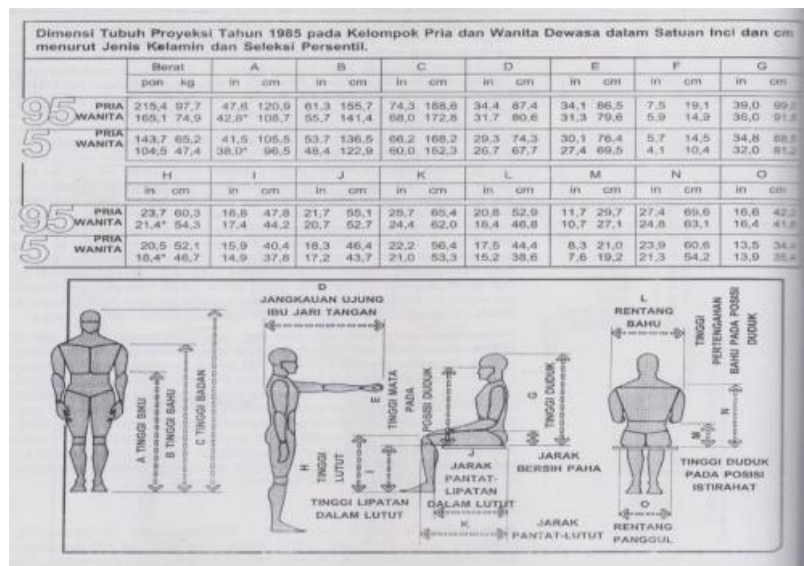 Dimensi Tubuh Proyeksi Tahun 1985 pada Kelompok Pria dan Wanita Dewasa dalam Satuan Inci dan cm
menurut Jenis Kelamin dan Seleksi Persentil.
Berat A B C D E F G
pon kg in cm in cm in cm in cm in cm in cm in cm
95 PRIA 215,4 97,7 47,6 120,9 61,3 155,7 74,3 188,6 34,4 87,4 34,1 86,5 7,5 19,1 39,0
WANITA 165,1 74,9 42,8* 108,7 55,7 141,4 68,0 172,8 31,7 80,6 31,3 79,6 5,9 14,9 36,0
5 PRIA 143,7 65,2 41,5 105,5 53,7 136,5 66,2 168,2 29,3 74,3 30,1 76,4 5,7 14,5 34,8
WANITA 104,5 47,4 38,0* 96,5 48,4 122,9 60,0 152,3 26,7 67,7 27,4 69,5 4,1 10,4 32,0
H I J K L M N O
in cm in cm in cm in cm in cm in cm in cm in cm
95 PRIA 23,7 60,3 47,8 21,7 55,1 25,7 65,4 20,8 52,9 11,7 29,7 27,4 69,6 16,6
WANITA 21,4* 54,3 17,4 44,2 20,7 52,7 24,4 62,0 18,4 46,8 10,7 27,1 24,8 63,1 16,4
5 PRIA 20,5 52,1 15,9 40,4 18,3 46,4 22,2 56,4 17,5 44,4 8,3 21,0 23,9 60,6 13,5
WANITA 18,4* 46,7 14,9 37,8 17,2 43,7 21,0 53,3 15,2 38,6 7,6 19,2 21,3 54,2 13,9
A TINGGI SIKU
B TINGGI BAHU
C TINGGI BADAN
D
JANGKAUAN UJUNG
IBU JARI TANGAN
E
TINGGI MATA
PADA
POSISI DUDUK
G
TINGGI DUDUK
H
TINGGI
LUTUT
I
TINGGI LIPATAN
DALAM LUTUT
J
JARAK
PANTAT-
LIPATAN
DALAM LUTUT
JARAK
BERSIH PAHA
K
JARAK
PANTAT-LUTUT
L
RENTANG
BAHU
TINGGI
PERTENGAHAN
BAHU PADA POSISI
DUDUK
M
N
TINGGI DUDUK
PADA POSISI
ISTIRAHAT
O
RENTANG
PANGGUL